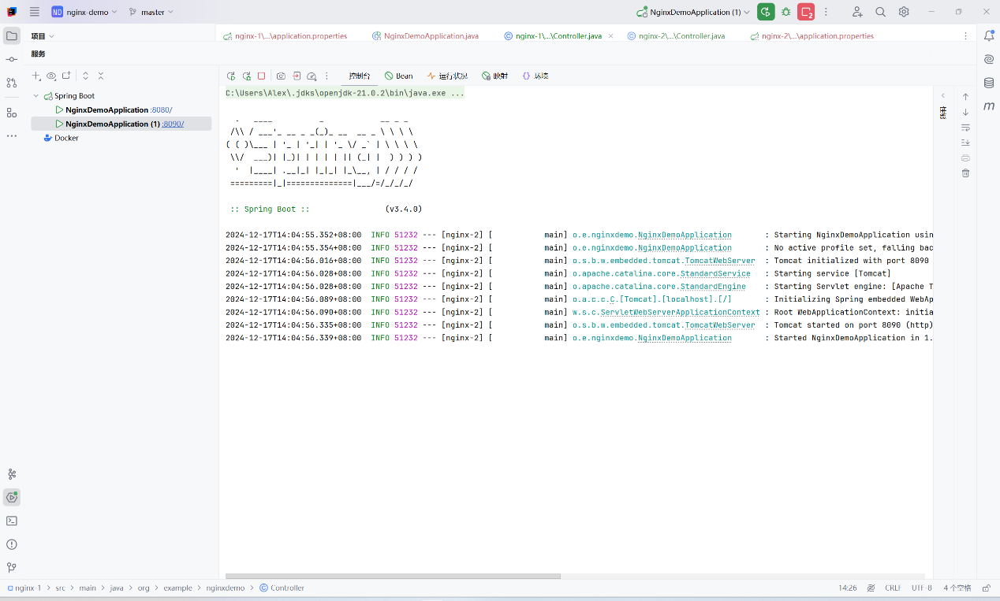 ND nginx-demo master NginxDemoApplication (1) 2
项目 nginx-1\...\application.properties NginxDemoApplication.java nginx-1\...\Controller.java nginx-2\...\Controller.java nginx-2\...\application.properties
服务
控制台 Bean 运行状况 映射 环境
Spring Boot
NginxDemoApplication :8080/
NginxDemoApplication (1) :8090/
Docker
C:\Users\Alex\.jdks\openjdk-21.0.2\bin\java.exe ...
  .   ____          _            __ _ _
 /\\ / ___'_ __ _ _(_)_ __  __ _ \ \ \ \
( ( )\___ | '_ | '_| | '_ \/ _` | \ \ \ \
 \\/  ___)| |_)| | | | | || (_| |  ) ) ) )
  '  |____| .__|_| |_|_| |_\__, | / / / /
 =========|_|==============|___/=/_/_/_/
:: Spring Boot :: (v3.4.0)
2024-12-17T14:04:55.352+08:00 INFO 51232 --- [nginx-2] [ main] o.e.nginxdemo.NginxDemoApplication : Starting NginxDemoApplication usin
2024-12-17T14:04:55.354+08:00 INFO 51232 --- [nginx-2] [ main] o.e.nginxdemo.NginxDemoApplication : No active profile set, falling bac
2024-12-17T14:04:56.016+08:00 INFO 51232 --- [nginx-2] [ main] o.s.b.w.embedded.tomcat.TomcatWebServer : Tomcat initialized with port 8090
2024-12-17T14:04:56.028+08:00 INFO 51232 --- [nginx-2] [ main] o.apache.catalina.core.StandardService : Starting service [Tomcat]
2024-12-17T14:04:56.028+08:00 INFO 51232 --- [nginx-2] [ main] o.apache.catalina.core.StandardEngine : Starting Servlet engine: [Apache T
2024-12-17T14:04:56.089+08:00 INFO 51232 --- [nginx-2] [ main] o.a.c.c.C.[Tomcat].[localhost].[/] : Initializing Spring embedded WebAp
2024-12-17T14:04:56.090+08:00 INFO 51232 --- [nginx-2] [ main] w.s.c.ServletWebServerApplicationContext : Root WebApplicationContext: initia
2024-12-17T14:04:56.335+08:00 INFO 51232 --- [nginx-2] [ main] o.s.b.w.embedded.tomcat.TomcatWebServer : Tomcat started on port 8090 (http)
2024-12-17T14:04:56.339+08:00 INFO 51232 --- [nginx-2] [ main] o.e.nginxdemo.NginxDemoApplication : Started NginxDemoApplication in 1.
m
nginx-1 > src > main > java > org > example > nginxdemo > Controller 14:26 CRLF UTF-8 4 个空格